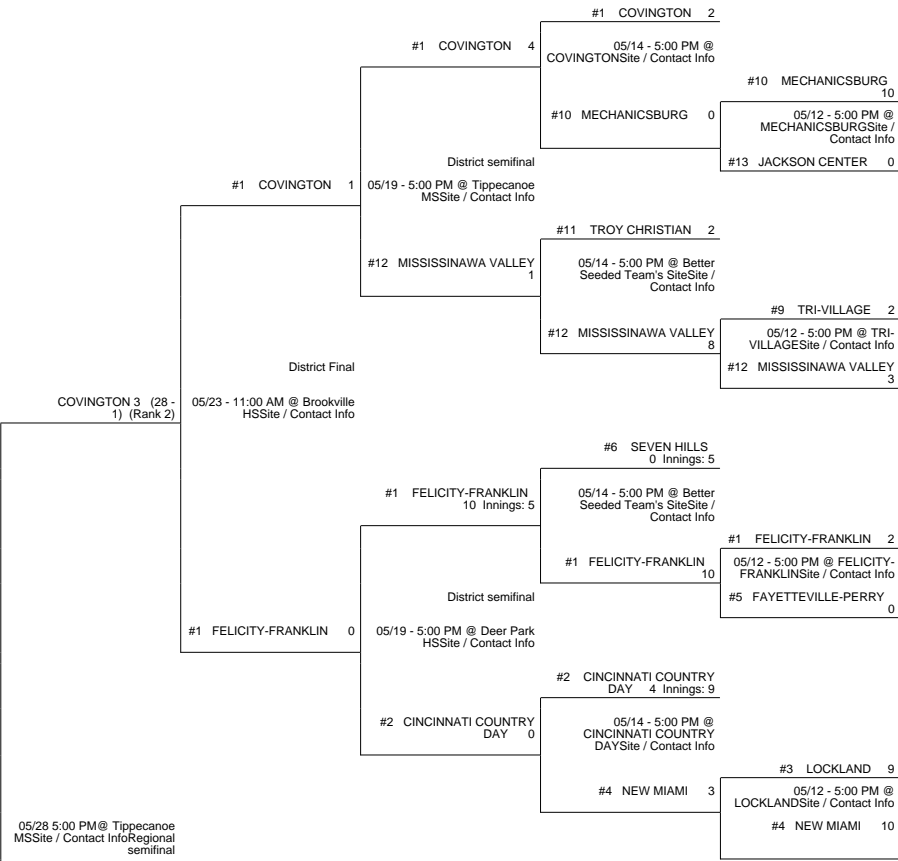 #1 COVINGTON 2
#1 COVINGTON 4
05/14 - 5:00 PM @
COVINGTONSite / Contact Info
#10 MECHANICSBURG
10
#10 MECHANICSBURG 0
05/12 - 5:00 PM @
MECHANICSBURGSite /
Contact Info
District semifinal
#13 JACKSON CENTER 0
#1 COVINGTON 1
05/19 - 5:00 PM @ Tippecanoe
MSSite / Contact Info
#11 TROY CHRISTIAN 2
#12 MISSISSINAWA VALLEY
1
05/14 - 5:00 PM @ Better
Seeded Team's SiteSite /
Contact Info
#9 TRI-VILLAGE 2
#12 MISSISSINAWA VALLEY
8
05/12 - 5:00 PM @ TRI-
VILLAGESite / Contact Info
District Final
#12 MISSISSINAWA VALLEY
3
COVINGTON 3 (28 -
1) (Rank 2)
05/23 - 11:00 AM @ Brookville
HSSite / Contact Info
#6 SEVEN HILLS
0 Innings: 5
#1 FELICITY-FRANKLIN
10 Innings: 5
05/14 - 5:00 PM @ Better
Seeded Team's SiteSite /
Contact Info
#1 FELICITY-FRANKLIN 2
#1 FELICITY-FRANKLIN
10
05/12 - 5:00 PM @ FELICITY-
FRANKLINSite / Contact Info
District semifinal
#5 FAYETTEVILLE-PERRY
0
#1 FELICITY-FRANKLIN 0
05/19 - 5:00 PM @ Deer Park
HSSite / Contact Info
#2 CINCINNATI COUNTRY
DAY 4 Innings: 9
#2 CINCINNATI COUNTRY
DAY 0
05/14 - 5:00 PM @
CINCINNATI COUNTRY
DAYSite / Contact Info
#3 LOCKLAND 9
#4 NEW MIAMI 3
05/12 - 5:00 PM @
LOCKLANDSite / Contact Info
#4 NEW MIAMI 10
05/28 5:00 PM@ Tippecanoe
MSSite / Contact InfoRegional
semifinal